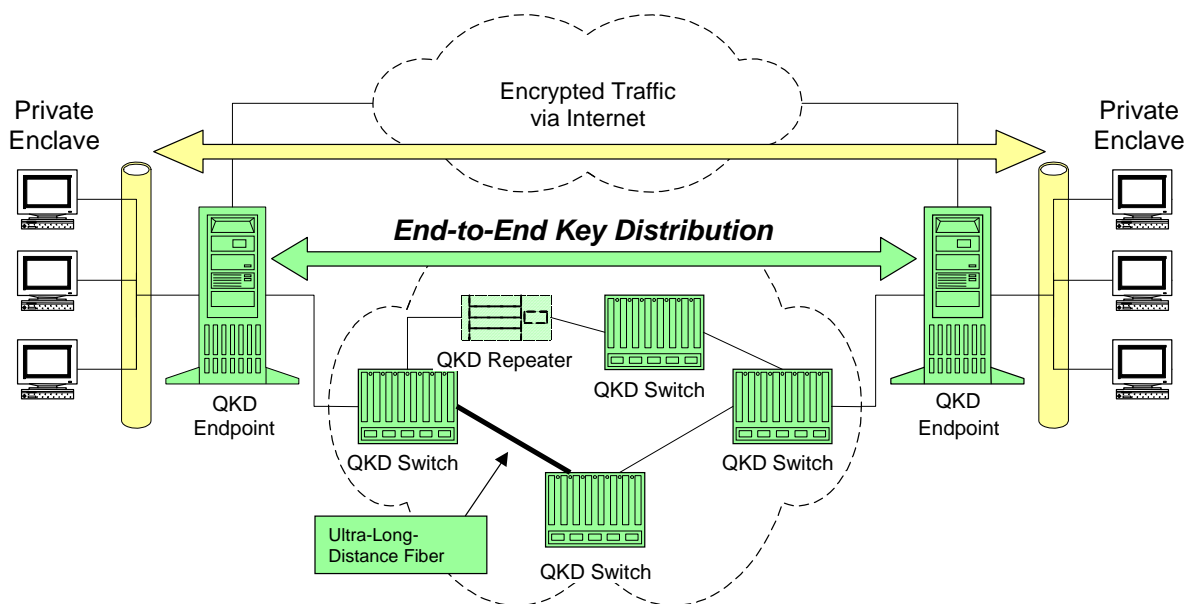 Encrypted Traffic
via Internet
Private
Enclave
Private
Enclave
End-to-End Key Distribution
QKD Repeater
QKD Switch
QKD
Endpoint
QKD
Endpoint
QKD Switch
QKD Switch
Ultra-Long-
Distance Fiber
QKD Switch